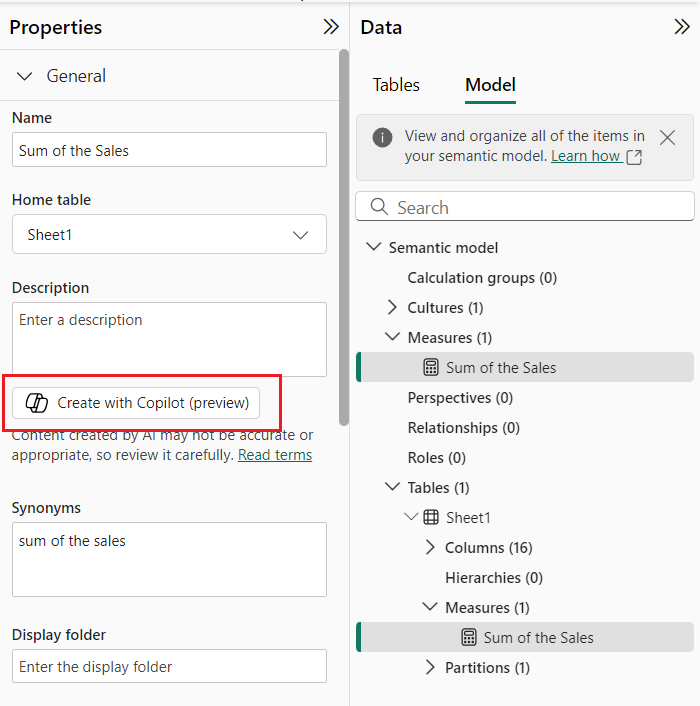 Properties
General
Name
Sum of the Sales
Home table
Sheet1
Description
Enter a description
Create with Copilot (preview)
Content created by AI may not be accurate or
appropriate, so review it carefully. Read terms
Synonyms
sum of the sales
Display folder
Enter the display folder
Data
Tables
Model
View and organize all of the items in
your semantic model. Learn how
Search
Semantic model
Calculation groups (0)
Cultures (1)
Measures (1)
Sum of the Sales
Perspectives (0)
Relationships (0)
Roles (0)
Tables (1)
Sheet1
Columns (16)
Hierarchies (0)
Measures (1)
Sum of the Sales
Partitions (1)